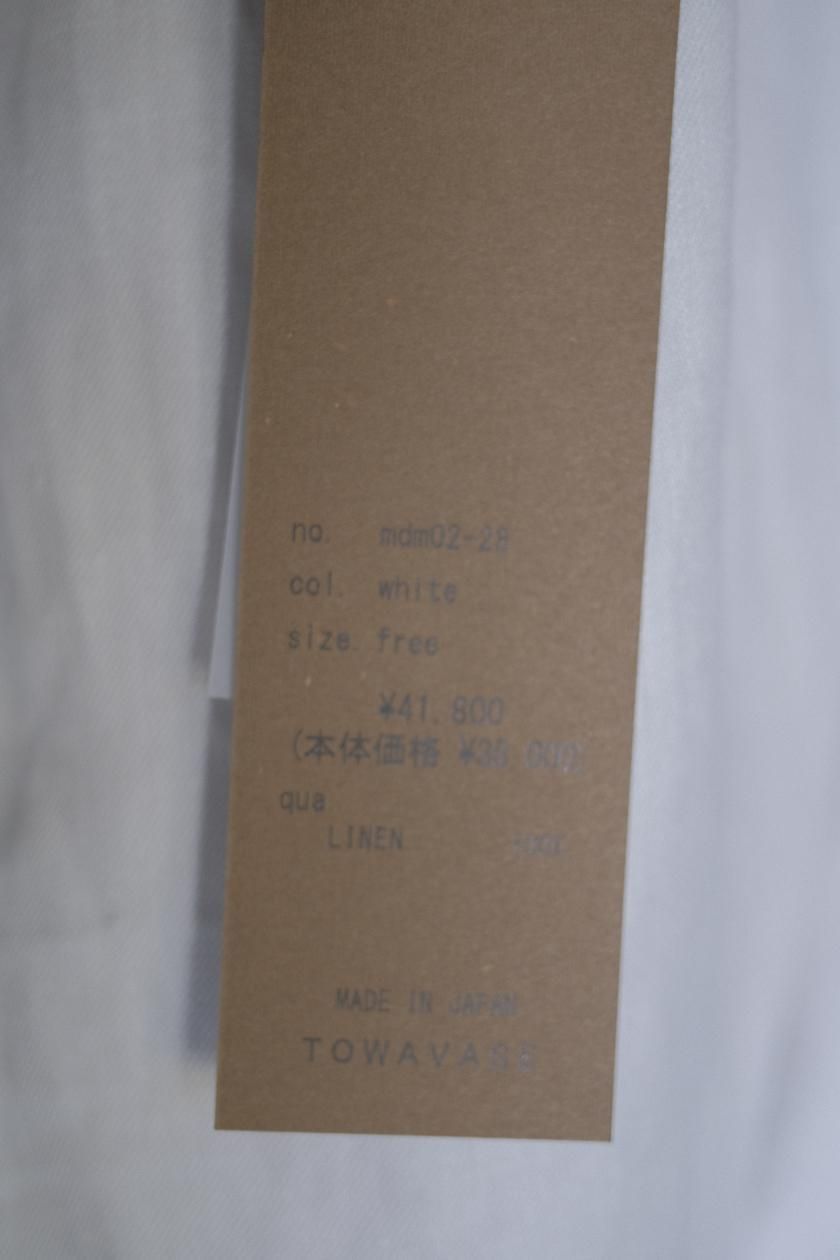 no. mdm02-28
col. white
size. free
¥41,800
(本体価格 ¥38,000)
qua
LINEN 100%
MADE IN JAPAN
TOWAVASE